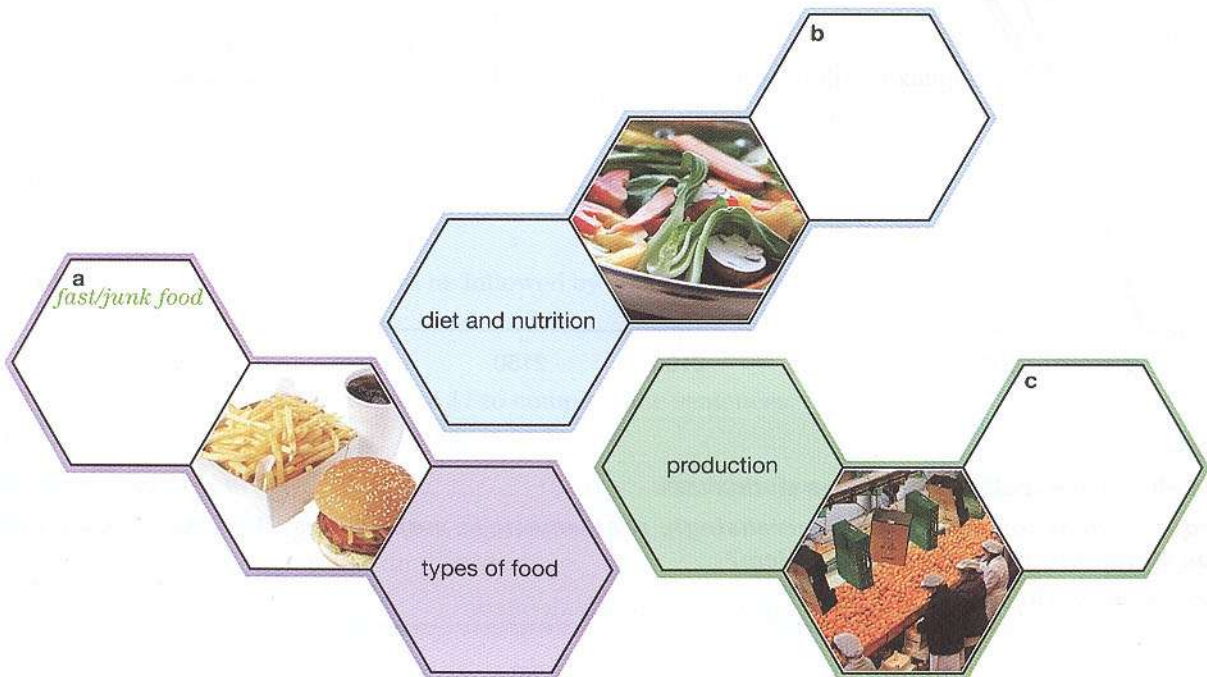 b
diet and nutrition
a
fast/junk food
c
production
types of food